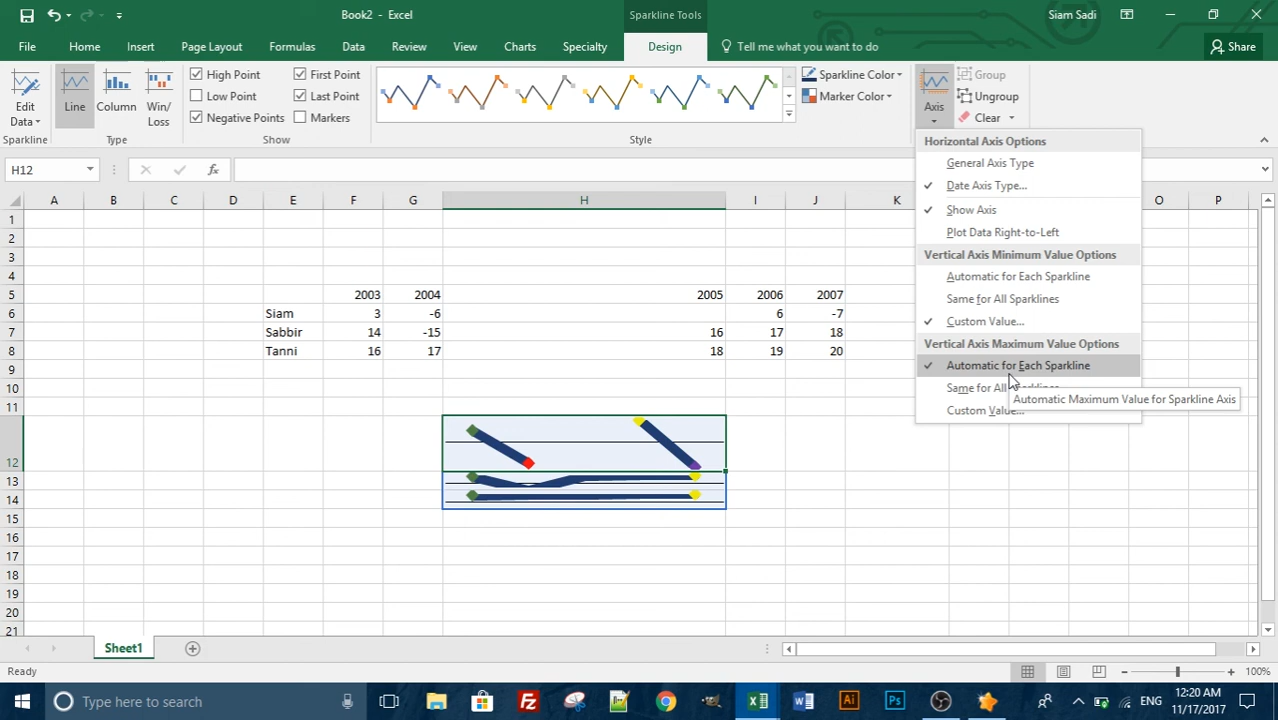 Book2 - Excel
Sparkline Tools
Siam Sadi
File Home Insert Page Layout Formulas Data Review View Charts Specialty Design Tell me what you want to do Share
Edit Data
Line
Column
Win/ Loss
High Point
Low Point
Negative Points
First Point
Last Point
Markers
Sparkline Color
Marker Color
Axis
Group
Ungroup
Clear
Sparkline Type Show Style
H12
fx
Horizontal Axis Options
General Axis Type
Date Axis Type...
Show Axis
Plot Data Right-to-Left
Vertical Axis Minimum Value Options
Automatic for Each Sparkline
Same for All Sparklines
Custom Value...
Vertical Axis Maximum Value Options
Automatic for Each Sparkline
Same for All Sparklines
Custom Value...
Automatic Maximum Value for Sparkline Axis
A B C D E F G H I J K O P
1
2
3
4
5 2003 2004 2005 2006 2007
6 Siam 3 -6 6 -7
7 Sabbir 14 -15 16 17 18
8 Tanni 16 17 18 19 20
9
10
11
12
13
14
15
16
17
18
19
20
21
Sheet1
Ready
100%
Type here to search
ENG
12:20 AM
11/17/2017